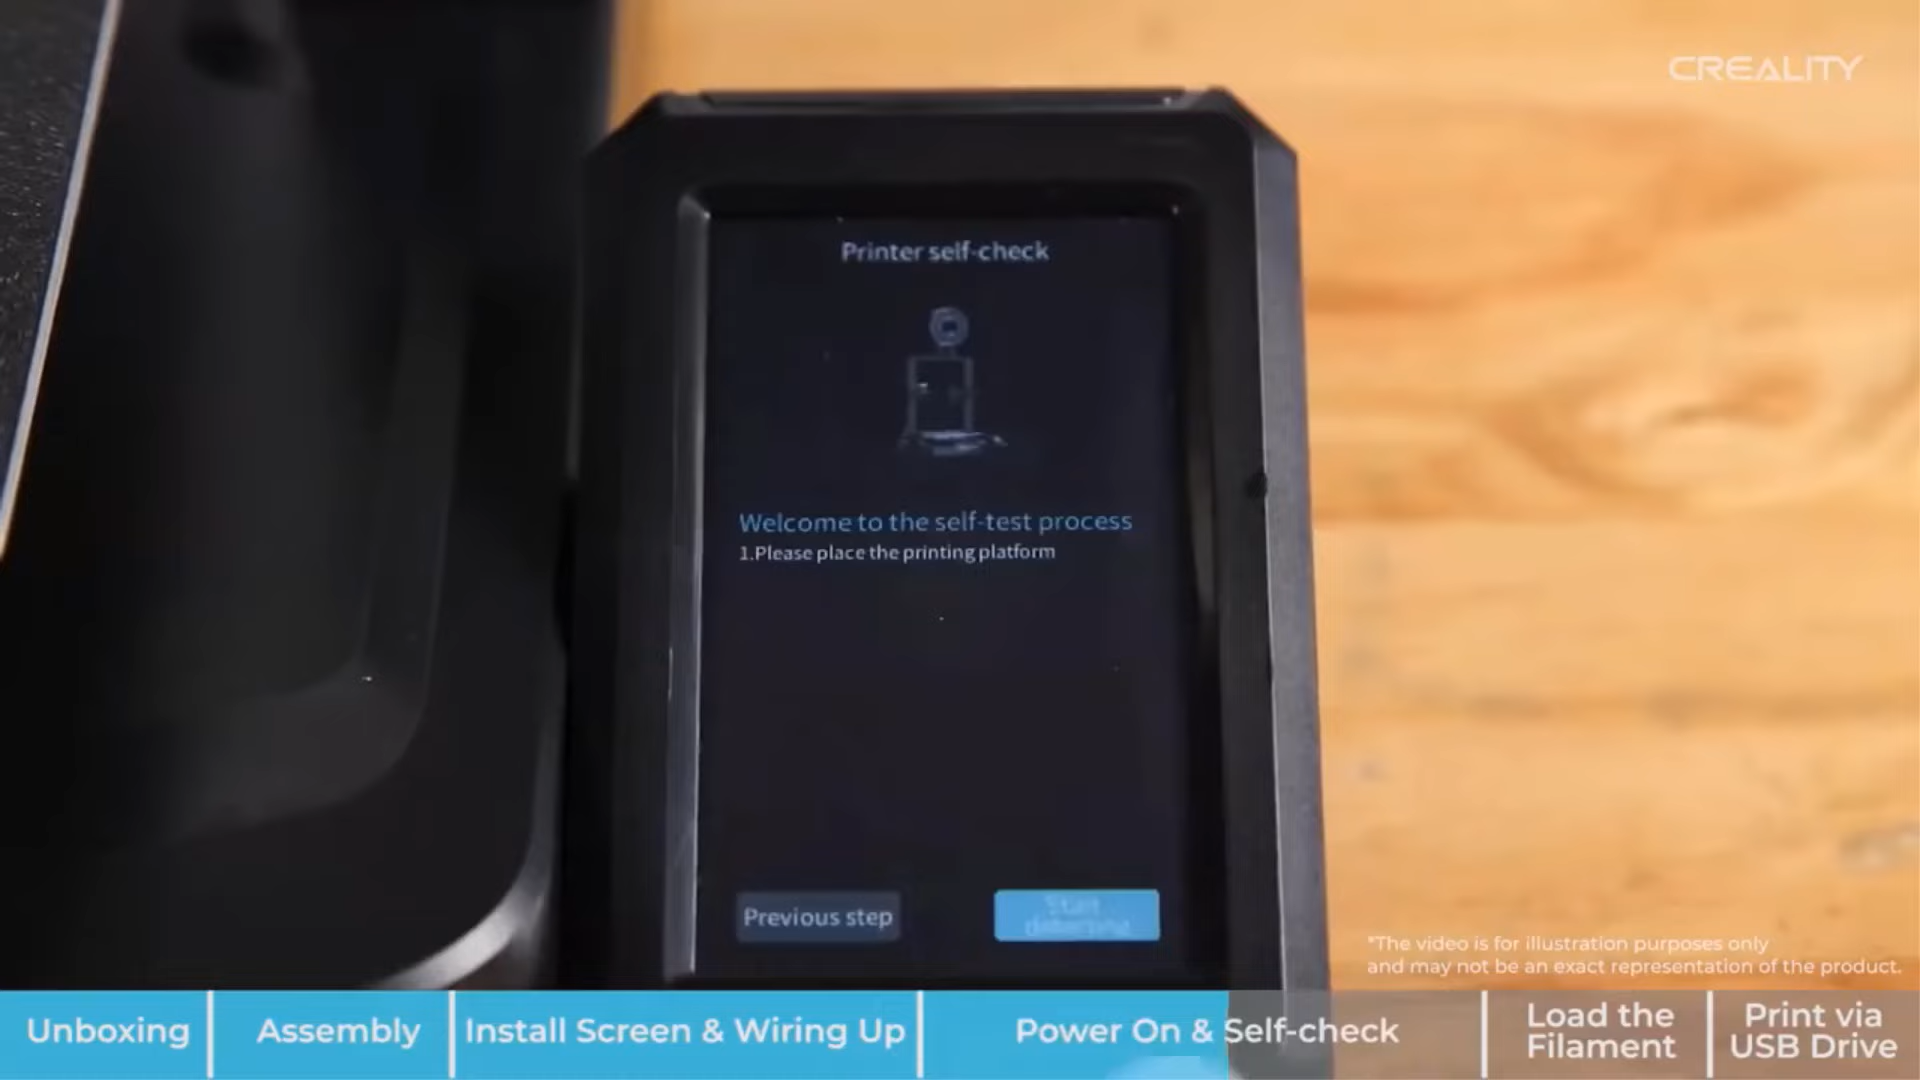 CREALITY
Printer self-check
Welcome to the self-test process
1.Please place the printing platform
Previous step
Start
*The video is for illustration purposes only
and may not be an exact representation of the product.
Unboxing
Assembly
Install Screen & Wiring Up
Power On & Self-check
Load the
Filament
Print via
USB Drive